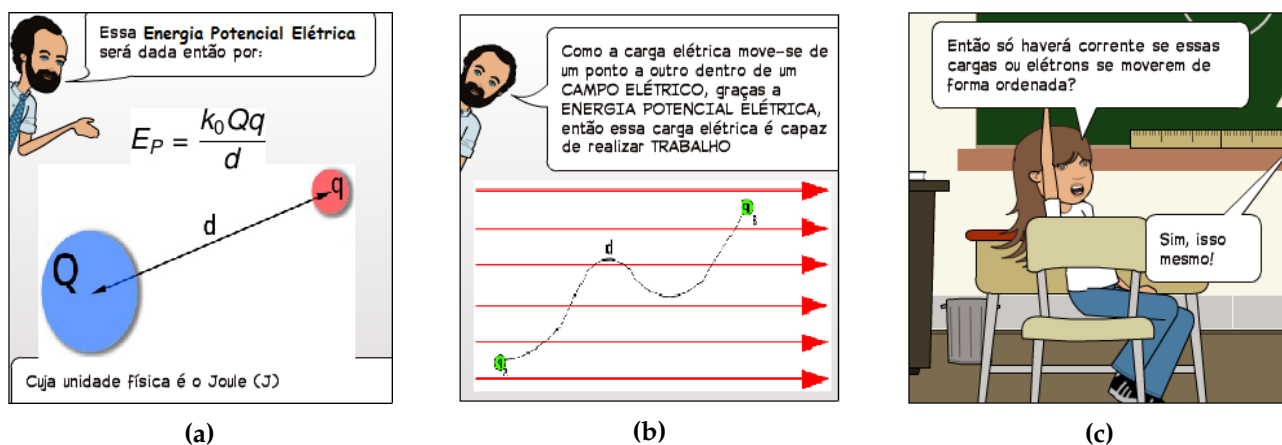 Essa Energia Potencial Elétrica
será dada então por:
E_P = k_0Qq / d
Q
d
q
Cuja unidade física é o Joule (J)
(a)
Como a carga elétrica move-se de
um ponto a outro dentro de um
CAMPO ELÉTRICO, graças a
ENERGIA POTENCIAL ELÉTRICA,
então essa carga elétrica é capaz
de realizar TRABALHO
q
d
q
(b)
Então só haverá corrente se essas
cargas ou elétrons se moverem de
forma ordenada?
Sim, isso
mesmo!
(c)